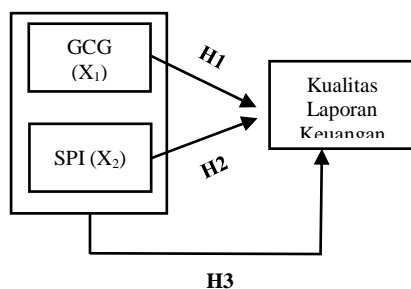 GCG
(X₁)
H1
Kualitas
Laporan
Keuangan
SPI (X₂)
H2
H3